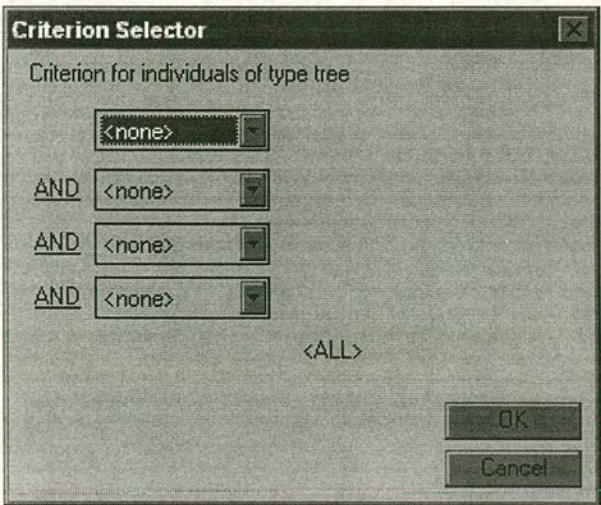 Criterion Selector
Criterion for individuals of type tree
<none>
AND <none>
AND <none>
AND <none>
<ALL>
OK
Cancel